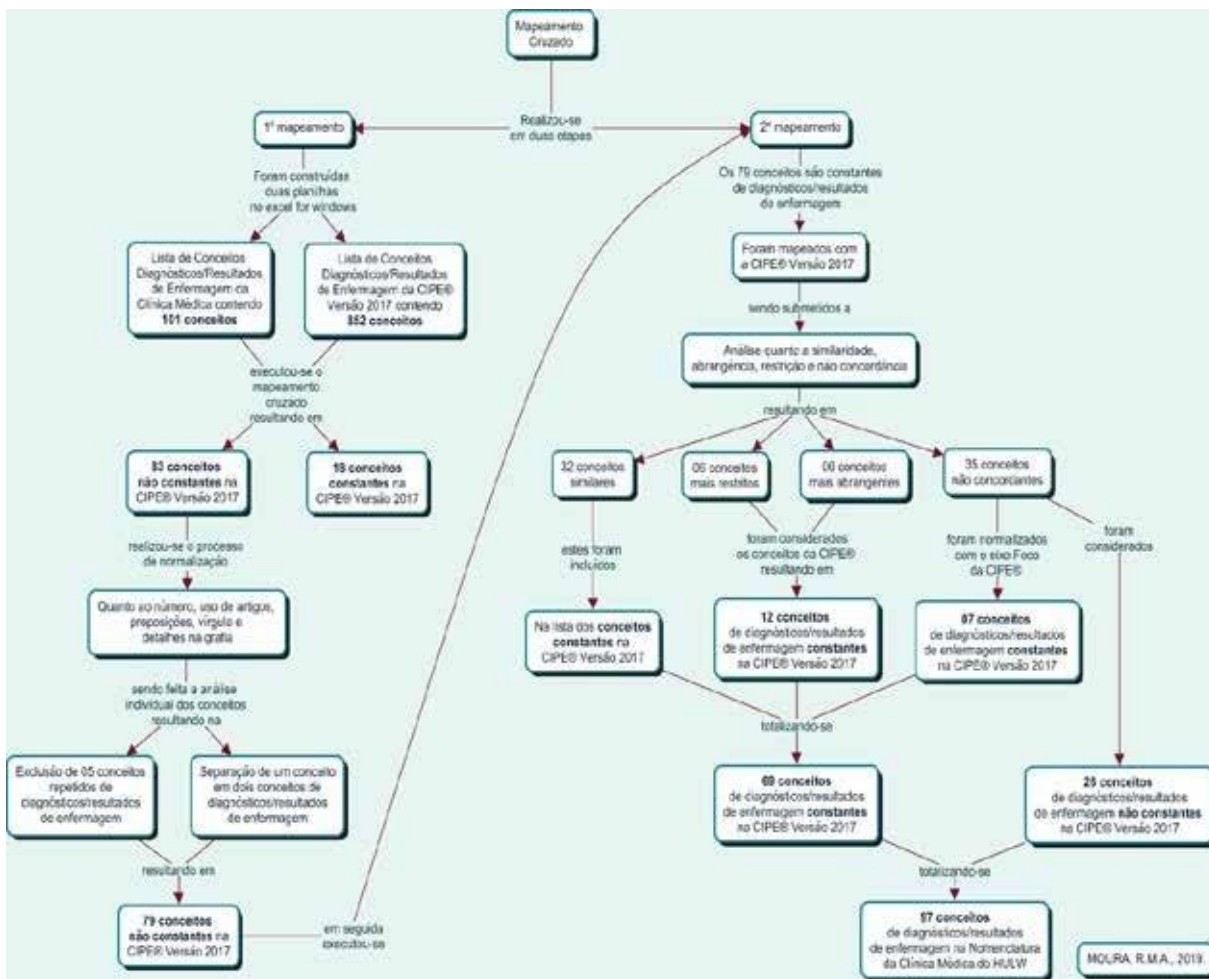 Mapeamento
Cruzado
Realizou-se
em duas etapas
1º mapeamento
Foram construídas
duas planilhas
no excel for windows
Lista de Conceitos
Diagnósticos/Resultados
de Enfermagem da
Clínica Médica contendo
101 conceitos
Lista de Conceitos
Diagnósticos/Resultados
de Enfermagem da CIPE®
Versão 2017 contendo
852 conceitos
executou-se o
mapeamento
cruzado
resultando em
83 conceitos
não constantes na
CIPE® Versão 2017
18 conceitos
constantes na
CIPE® Versão 2017
realizou-se o processo
de normalização
Quanto ao número, uso de artigos,
preposições, vírgula e
detalhes na grafia
sendo feita a análise
individual dos conceitos
resultando na
Exclusão de 05 conceitos
repetidos de
diagnósticos/resultados
de enfermagem
Separação de um conceito
em dois conceitos de
diagnósticos/resultados
de enfermagem
resultando em
79 conceitos
não constantes na
CIPE® Versão 2017
em seguida
executou-se
2º mapeamento
Os 79 conceitos não constantes
de diagnósticos/resultados
de enfermagem
Foram mapeados com
a CIPE® Versão 2017
sendo submetidos a
Análise quanto a similaridade,
abrangência, restrição e não concordância
resultando em
32 conceitos
similares
06 conceitos
mais restritos
06 conceitos
mais abrangentes
35 conceitos
não concordantes
estes foram
incluídos
foram considerados
os conceitos da CIPE®
resultando em
foram normalizados
com o eixo Foco
da CIPE®
foram
considerados
Na lista dos conceitos
constantes na
CIPE® Versão 2017
12 conceitos
de diagnósticos/resultados
de enfermagem constantes
na CIPE® Versão 2017
07 conceitos
de diagnósticos/resultados
de enfermagem constantes
na CIPE® Versão 2017
totalizando-se
69 conceitos
de diagnósticos/resultados
de enfermagem constantes
na CIPE® Versão 2017
28 conceitos
de diagnósticos/resultados
de enfermagem não constantes
na CIPE® Versão 2017
totalizando-se
97 conceitos
de diagnósticos/resultados
de enfermagem na Nomenclatura
da Clínica Médica do HULW
MOURA, R.M.A., 2019.